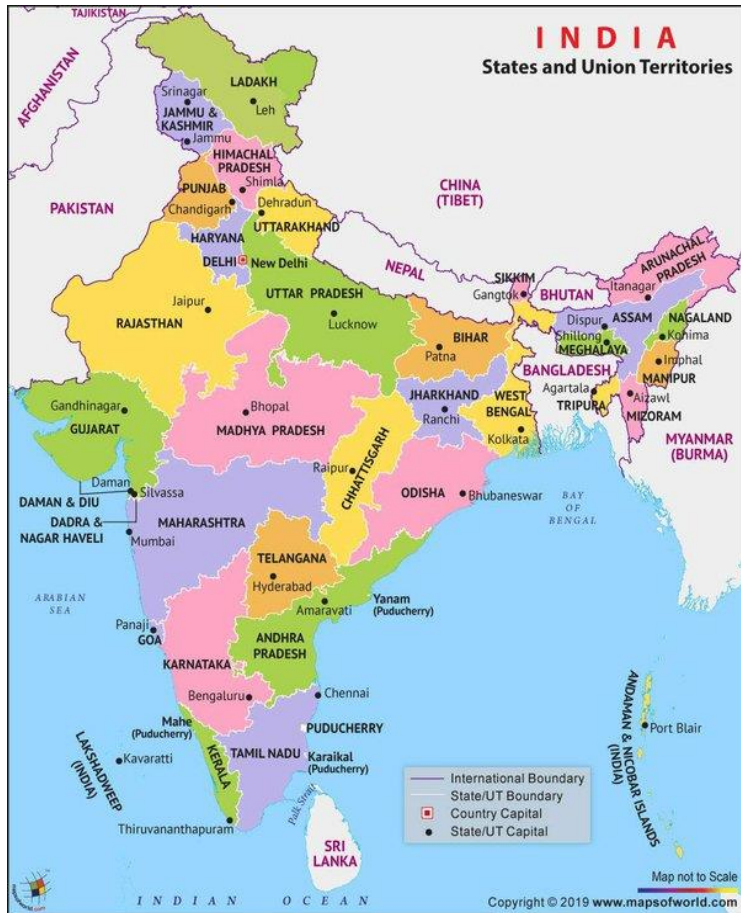 INDIA
States and Union Territories
TAJIKISTAN
AFGHANISTAN
PAKISTAN
CHINA
(TIBET)
NEPAL
BHUTAN
BANGLADESH
MYANMAR
(BURMA)
SRI
LANKA
LADAKH
Leh
Srinagar
JAMMU &
KASHMIR
Jammu
HIMACHAL
PRADESH
Shimla
PUNJAB
Chandigarh
Dehradun
UTTARAKHAND
HARYANA
DELHI
New Delhi
UTTAR PRADESH
Lucknow
Jaipur
RAJASTHAN
BIHAR
Patna
SIKKIM
Gangtok
ARUNACHAL
PRADESH
Itanagar
ASSAM
Dispur
NAGALAND
Kohima
Shillong
MEGHALAYA
Imphal
MANIPUR
Agartala
TRIPURA
Aizawl
MIZORAM
WEST
BENGAL
Kolkata
JHARKHAND
Ranchi
Gandhinagar
GUJARAT
Bhopal
MADHYA PRADESH
Raipur
CHHATTISGARH
ODISHA
Bhubaneswar
Daman
Silvassa
DAMAN & DIU
DADRA &
NAGAR HAVELI
MAHARASHTRA
Mumbai
TELANGANA
Hyderabad
Amaravati
Yanam
(Puducherry)
ANDHRA
PRADESH
Panaji
GOA
KARNATAKA
Bengaluru
Chennai
Mahe
(Puducherry)
PUDUCHERRY
TAMIL NADU
Karaikal
(Puducherry)
KERALA
Thiruvananthapuram
LAKSHADWEEP
(INDIA)
Kavaratti
ANDAMAN & NICOBAR ISLANDS
(INDIA)
Port Blair
ARABIAN
SEA
BAY
OF
BENGAL
Palk Strait
INDIAN OCEAN
International Boundary
State/UT Boundary
Country Capital
State/UT Capital
Map not to Scale
Copyright © 2019 www.mapsofworld.com
mapsofworld.com